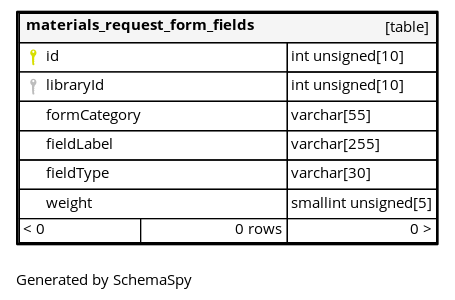 materials_request_form_fields [table]
id int unsigned[10]
libraryId int unsigned[10]
formCategory varchar[55]
fieldLabel varchar[255]
fieldType varchar[30]
weight smallint unsigned[5]
< 0 0 rows 0 >
Generated by SchemaSpy